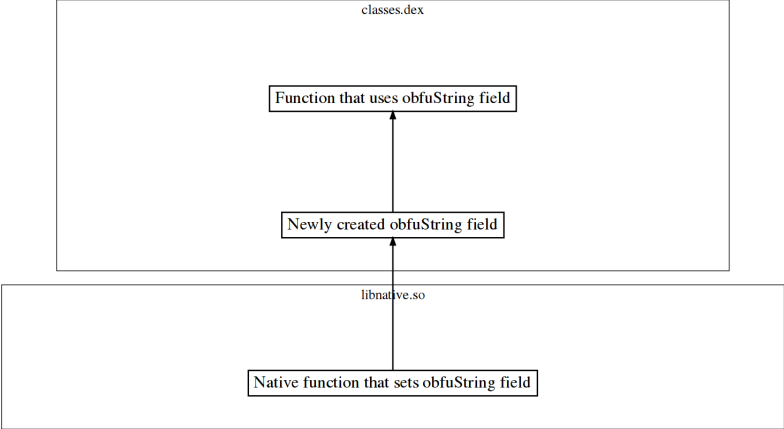 classes.dex
Function that uses obfuString field
Newly created obfuString field
libnative.so
Native function that sets obfuString field